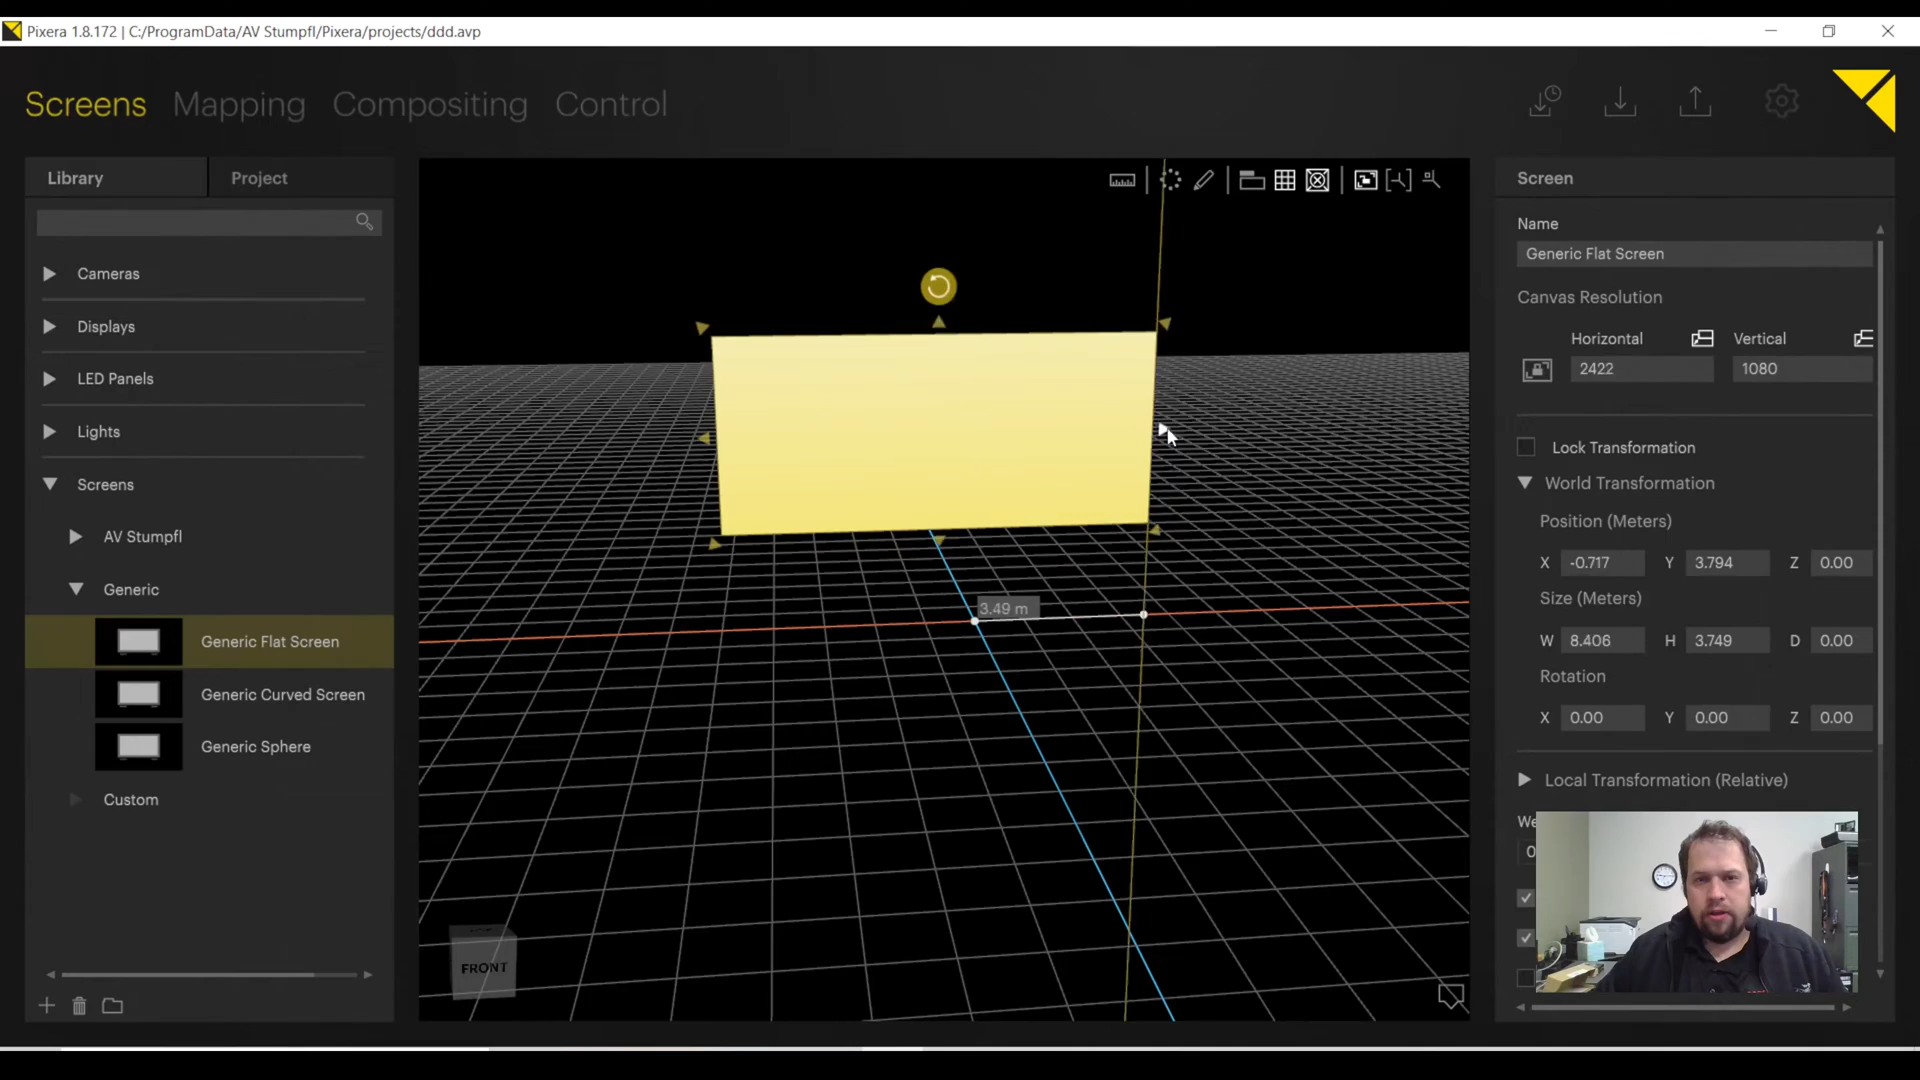 Pixera 1.8.172 | C:/ProgramData/AV Stumpfl/Pixera/projects/ddd.avp
Screens Mapping Compositing Control
Library Project
Cameras
Displays
LED Panels
Lights
Screens
AV Stumpfl
Generic
Generic Flat Screen
Generic Curved Screen
Generic Sphere
Custom
3.49 m
FRONT
Screen
Name
Generic Flat Screen
Canvas Resolution
Horizontal Vertical
2422 1080
Lock Transformation
World Transformation
Position (Meters)
X -0.717 Y 3.794 Z 0.00
Size (Meters)
W 8.406 H 3.749 D 0.00
Rotation
X 0.00 Y 0.00 Z 0.00
Local Transformation (Relative)